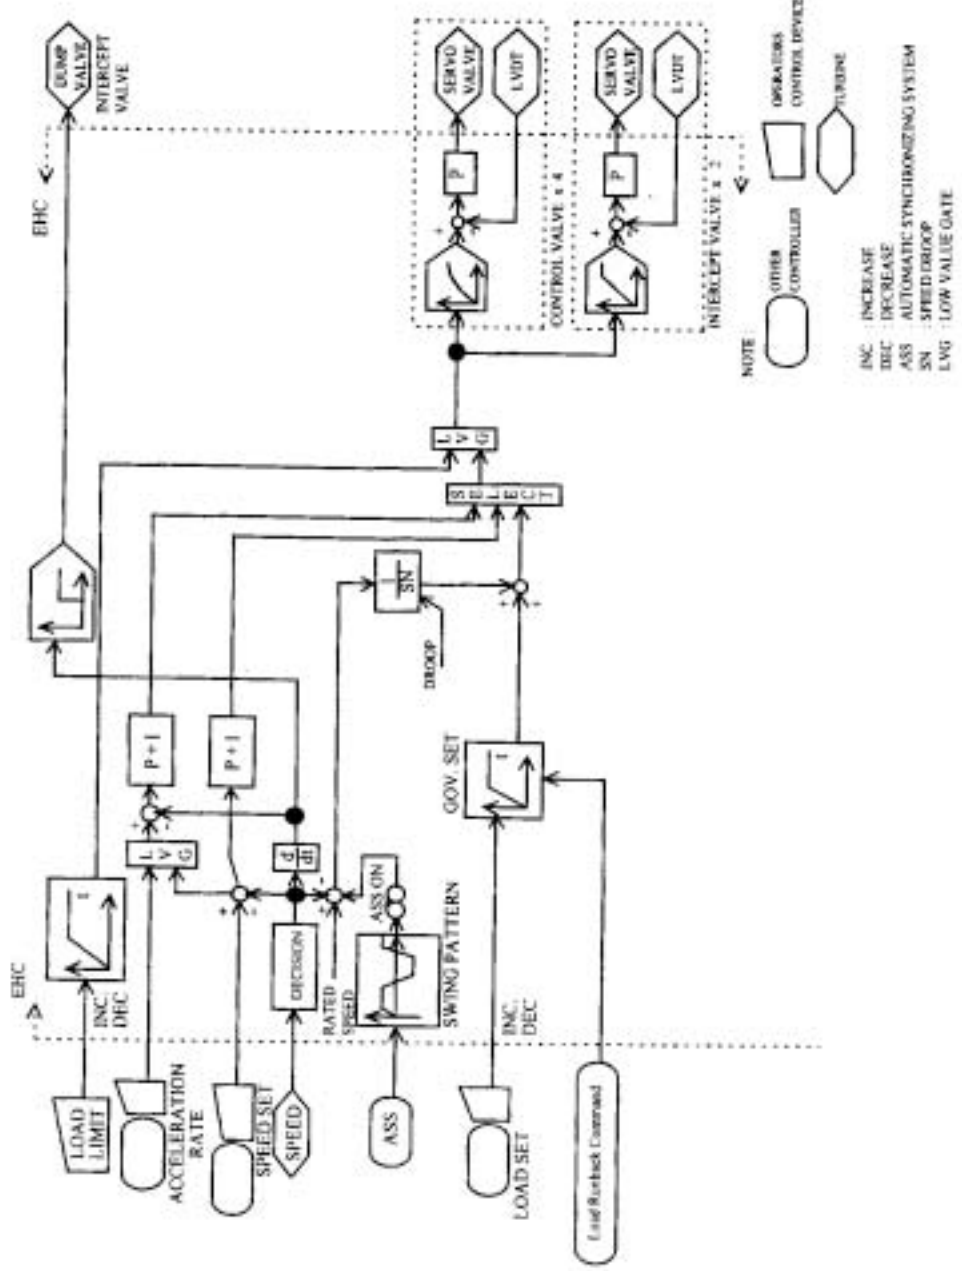 EHC
LOAD
LIMIT
INC.
DEC
I
ACCELERATION
RATE
L
V
G
P + I
SPEED SET
P + I
SPEED
DECISION
d
dt
RATED
SPEED
ASS
SWING PATTERN
ASS ON
1
SN
DROOP
LOAD SET
INC.
DEC
GOV. SET
I
Load Runback Command
S
E
L
E
C
T
L
V
G
EHC
DUMP
VALVE
INTERCEPT
VALVE
P
SERVO
VALVE
LVDT
CONTROL VALVE x 4
P
SERVO
VALVE
LVDT
INTERCEPT VALVE x 2
NOTE :
OTHER
CONTROLLER
OPERATORS
CONTROL DEVICE
TURBINE
INC : INCREASE
DEC : DECREASE
ASS : AUTOMATIC SYNCHRONIZING SYSTEM
SN : SPEED DROOP
LVG : LOW VALUE GATE